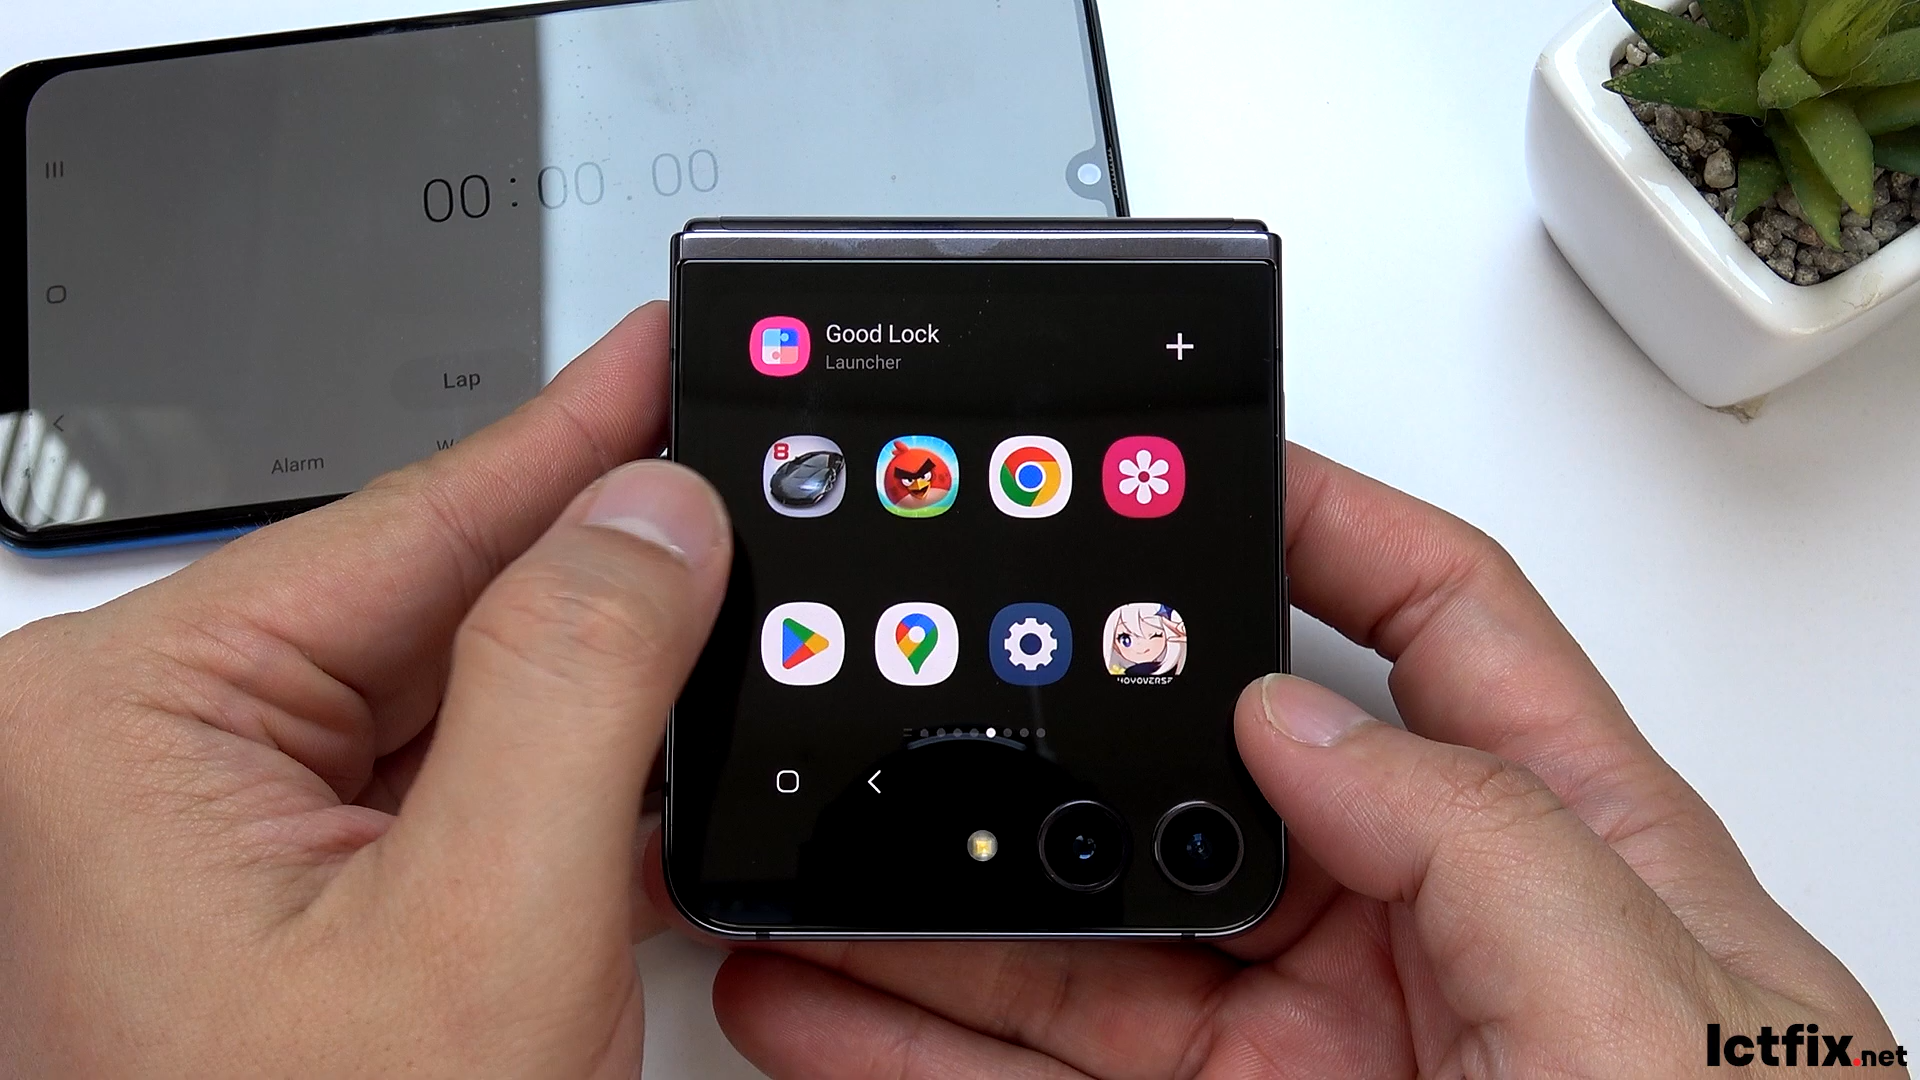 00 : 00 . 00
Lap
Alarm
Good Lock
Launcher
8
HOYOVERSE
Ictfix.net